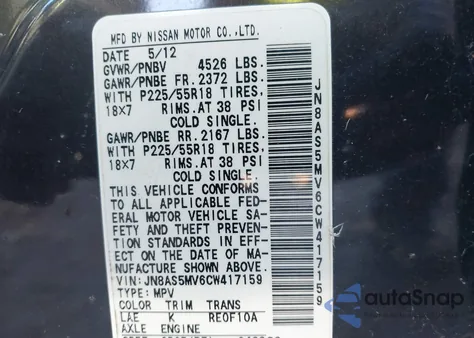 MFD BY NISSAN MOTOR CO.,LTD.
DATE 5/12
GVWR/PNBV 4526 LBS.
GAWR/PNBE FR. 2372 LBS.
WITH P225/55R18 TIRES,
18X7 RIMS.AT 38 PSI
COLD SINGLE.
GAWR/PNBE RR. 2167 LBS.
WITH P225/55R18 TIRES,
18X7 RIMS.AT 38 PSI
COLD SINGLE.
THIS VEHICLE CONFORMS
TO ALL APPLICABLE FED-
ERAL MOTOR VEHICLE SA-
FETY AND THEFT PREVEN-
TION STANDARDS IN EFF-
ECT ON THE DATE OF MA-
NUFACTURE SHOWN ABOVE.
VIN: JN8AS5MV6CW417159
TYPE: MPV
COLOR TRIM TRANS
LAE K RE0F10A
AXLE ENGINE
JN8AS5MV6CW417159
autoSnap